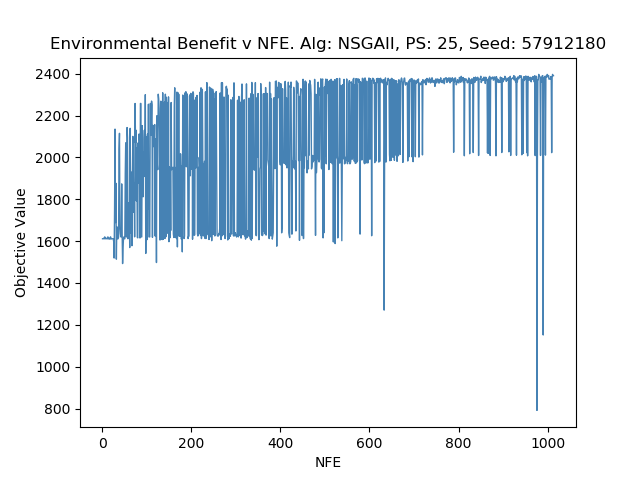 Environmental Benefit v NFE. Alg: NSGAII, PS: 25, Seed: 57912180
2400
2200
2000
1800
1600
1400
1200
1000
800
Objective Value
0 200 400 600 800 1000
NFE